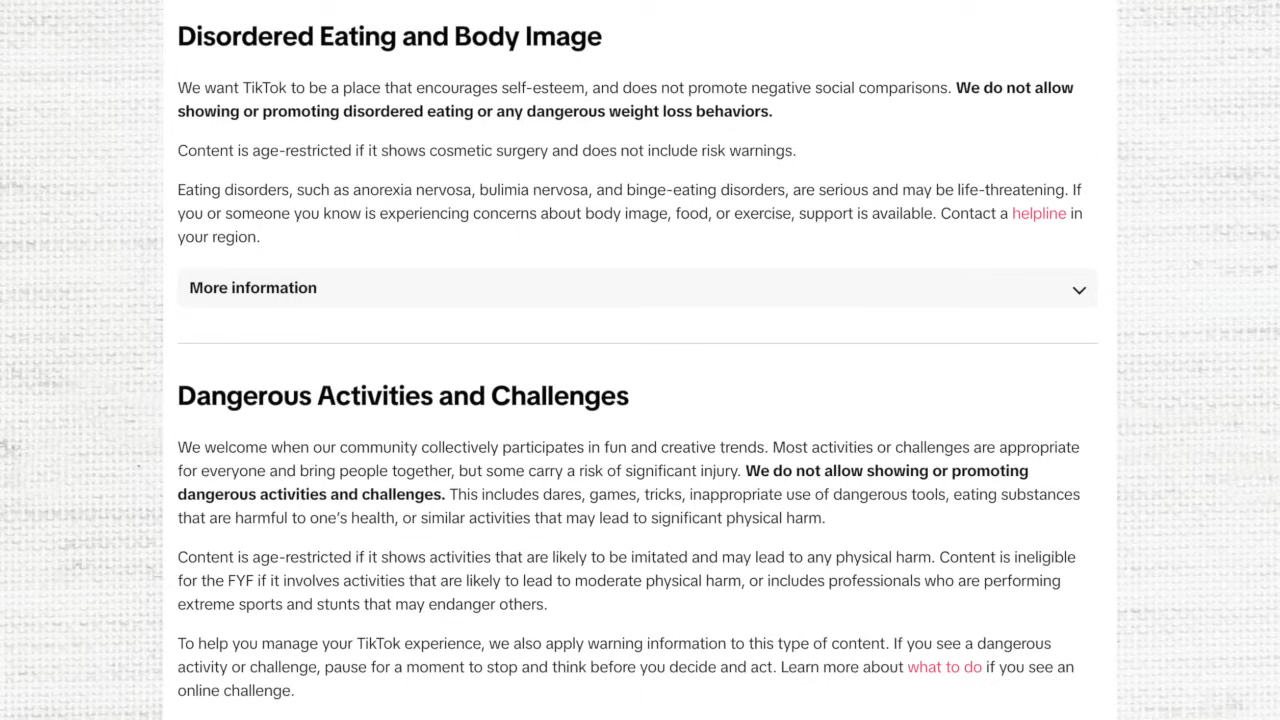 Disordered Eating and Body Image
We want TikTok to be a place that encourages self-esteem, and does not promote negative social comparisons. We do not allow
showing or promoting disordered eating or any dangerous weight loss behaviors.
Content is age-restricted if it shows cosmetic surgery and does not include risk warnings.
Eating disorders, such as anorexia nervosa, bulimia nervosa, and binge-eating disorders, are serious and may be life-threatening. If
you or someone you know is experiencing concerns about body image, food, or exercise, support is available. Contact a helpline in
your region.
More information
Dangerous Activities and Challenges
We welcome when our community collectively participates in fun and creative trends. Most activities or challenges are appropriate
for everyone and bring people together, but some carry a risk of significant injury. We do not allow showing or promoting
dangerous activities and challenges. This includes dares, games, tricks, inappropriate use of dangerous tools, eating substances
that are harmful to one’s health, or similar activities that may lead to significant physical harm.
Content is age-restricted if it shows activities that are likely to be imitated and may lead to any physical harm. Content is ineligible
for the FYF if it involves activities that are likely to lead to moderate physical harm, or includes professionals who are performing
extreme sports and stunts that may endanger others.
To help you manage your TikTok experience, we also apply warning information to this type of content. If you see a dangerous
activity or challenge, pause for a moment to stop and think before you decide and act. Learn more about what to do if you see an
online challenge.